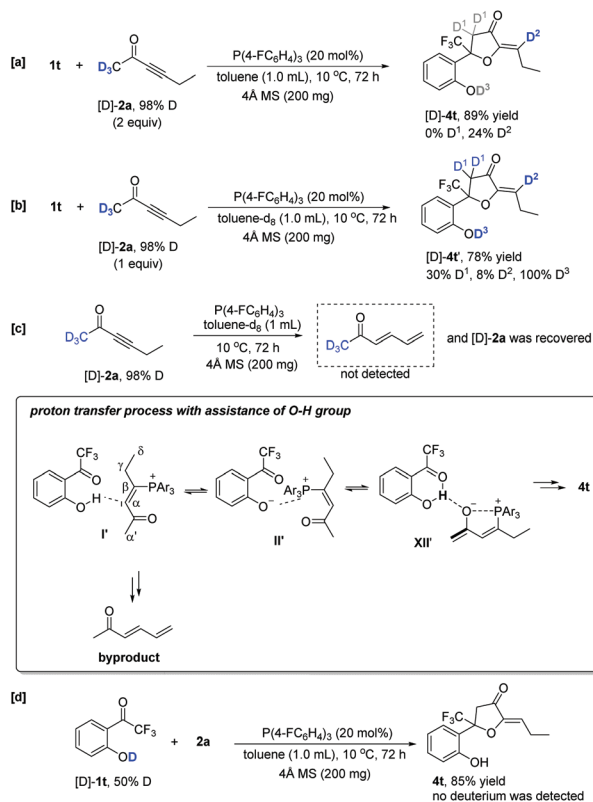 [a]
1t + D3C O
[D]-2a, 98% D
(2 equiv)
P(4-FC6H4)3 (20 mol%)
toluene (1.0 mL), 10 °C, 72 h
4Å MS (200 mg)
D1 D1 O D2
F3C O
OD3
[D]-4t, 89% yield
0% D1, 24% D2
[b]
1t + D3C O
[D]-2a, 98% D
(1 equiv)
P(4-FC6H4)3 (20 mol%)
toluene-d8 (1.0 mL), 10 °C, 72 h
4Å MS (200 mg)
D1 D1 O D2
F3C O
OD3
[D]-4t', 78% yield
30% D1, 8% D2, 100% D3
[c]
D3C O
[D]-2a, 98% D
P(4-FC6H4)3
toluene-d8 (1 mL)
10 °C, 72 h
4Å MS (200 mg)
D3C O
not detected
and [D]-2a was recovered
proton transfer process with assistance of O-H group
CF3 O O H
δ γ β α α' + PAr3 O
I'
CF3 O O−
Ar3P + O
II'
CF3 O H O
O− + PAr3
XII'
4t
O
byproduct
[d]
O CF3 OD
[D]-1t, 50% D
+ 2a
P(4-FC6H4)3 (20 mol%)
toluene (1.0 mL), 10 °C, 72 h
4Å MS (200 mg)
O
F3C O
OH
4t, 85% yield
no deuterium was detected